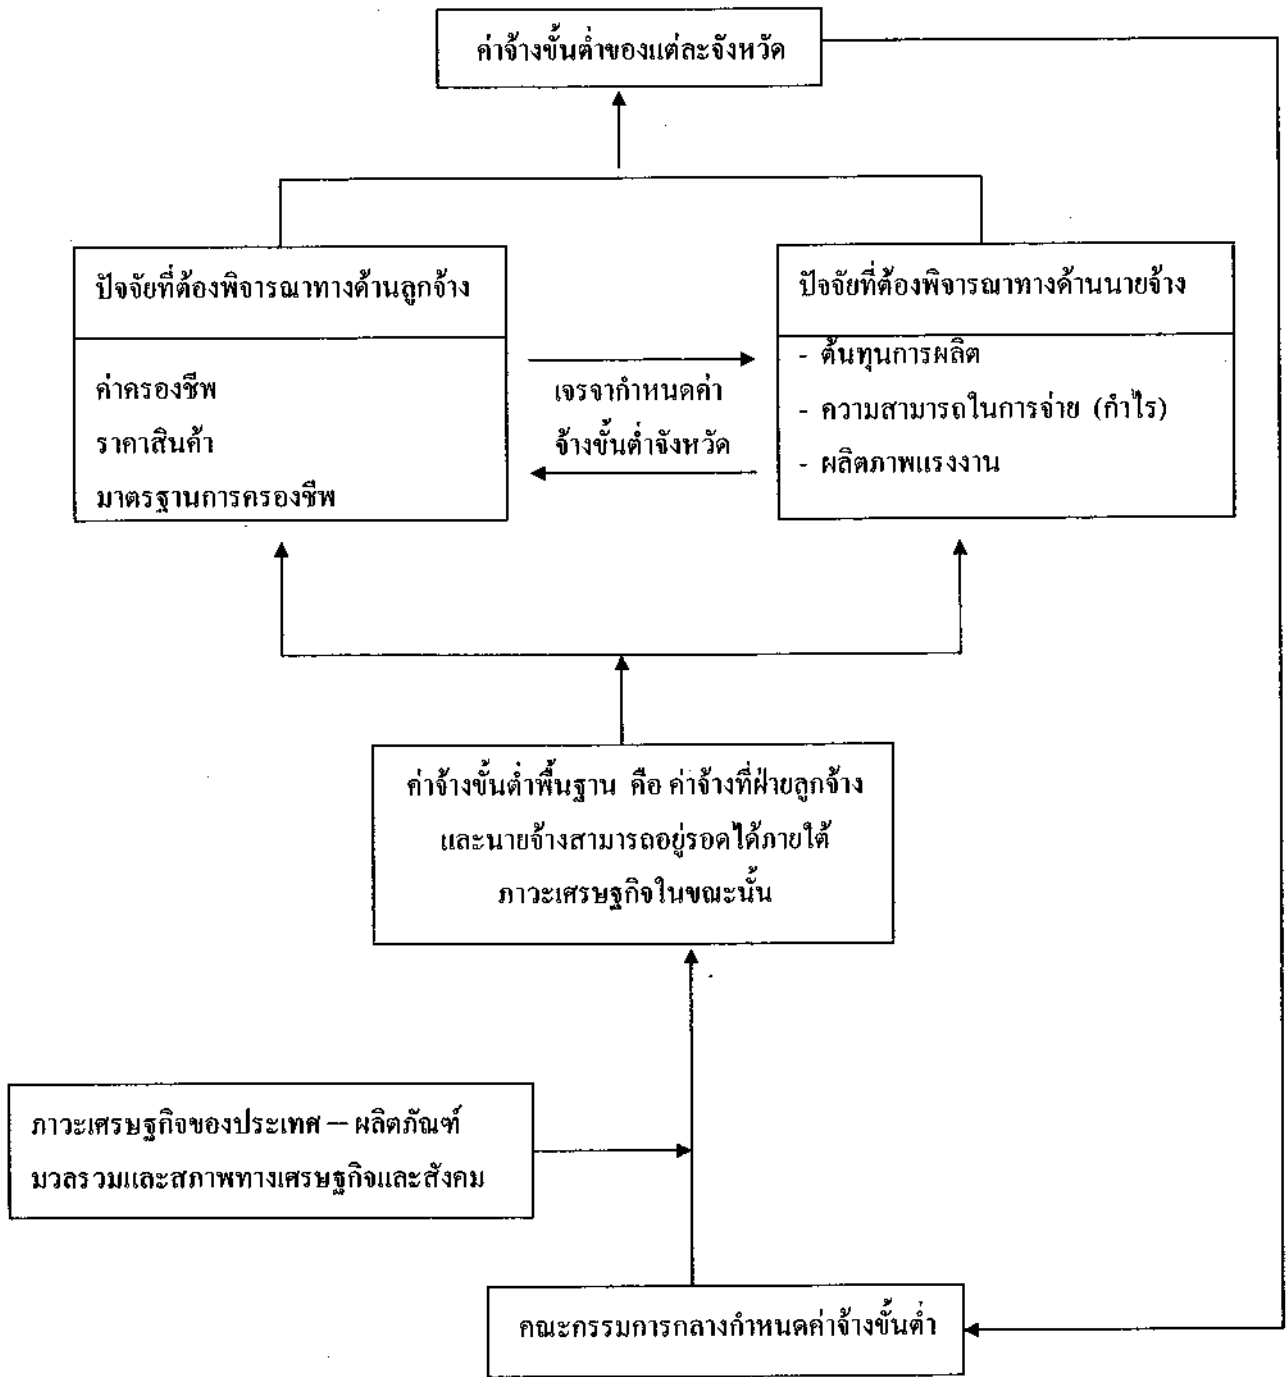 ค่าจ้างขั้นต่ำของแต่ละจังหวัด
ปัจจัยที่ต้องพิจารณาทางด้านลูกจ้าง
ค่าครองชีพ
ราคาสินค้า
มาตรฐานการครองชีพ
เจรจากำหนดค่า
จ้างขั้นต่ำจังหวัด
ปัจจัยที่ต้องพิจารณาทางด้านนายจ้าง
- ต้นทุนการผลิต
- ความสามารถในการจ่าย (กำไร)
- ผลิตภาพแรงงาน
ค่าจ้างขั้นต่ำพื้นฐาน คือ ค่าจ้างที่ฝ่ายลูกจ้าง
และนายจ้างสามารถอยู่รอดได้ภายใต้
ภาวะเศรษฐกิจในขณะนั้น
ภาวะเศรษฐกิจของประเทศ – ผลิตภัณฑ์
มวลรวมและสภาพทางเศรษฐกิจและสังคม
คณะกรรมการกลางกำหนดค่าจ้างขั้นต่ำ